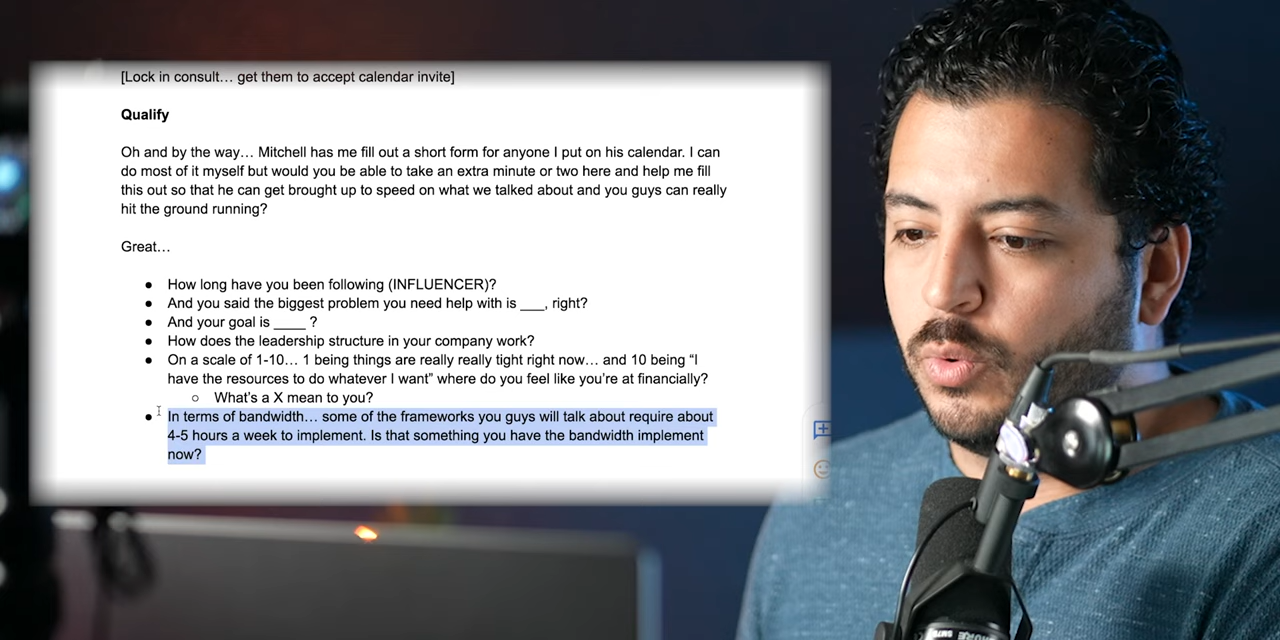 [Lock in consult… get them to accept calendar invite]
Qualify
Oh and by the way… Mitchell has me fill out a short form for anyone I put on his calendar. I can
do most of it myself but would you be able to take an extra minute or two here and help me fill
this out so that he can get brought up to speed on what we talked about and you guys can really
hit the ground running?
Great…
● How long have you been following (INFLUENCER)?
● And you said the biggest problem you need help with is ___, right?
● And your goal is ____ ?
● How does the leadership structure in your company work?
● On a scale of 1-10… 1 being things are really really tight right now… and 10 being “I
have the resources to do whatever I want” where do you feel like you’re at financially?
○ What’s a X mean to you?
● In terms of bandwidth… some of the frameworks you guys will talk about require about
4-5 hours a week to implement. Is that something you have the bandwidth implement
now?
SHURE SM7B